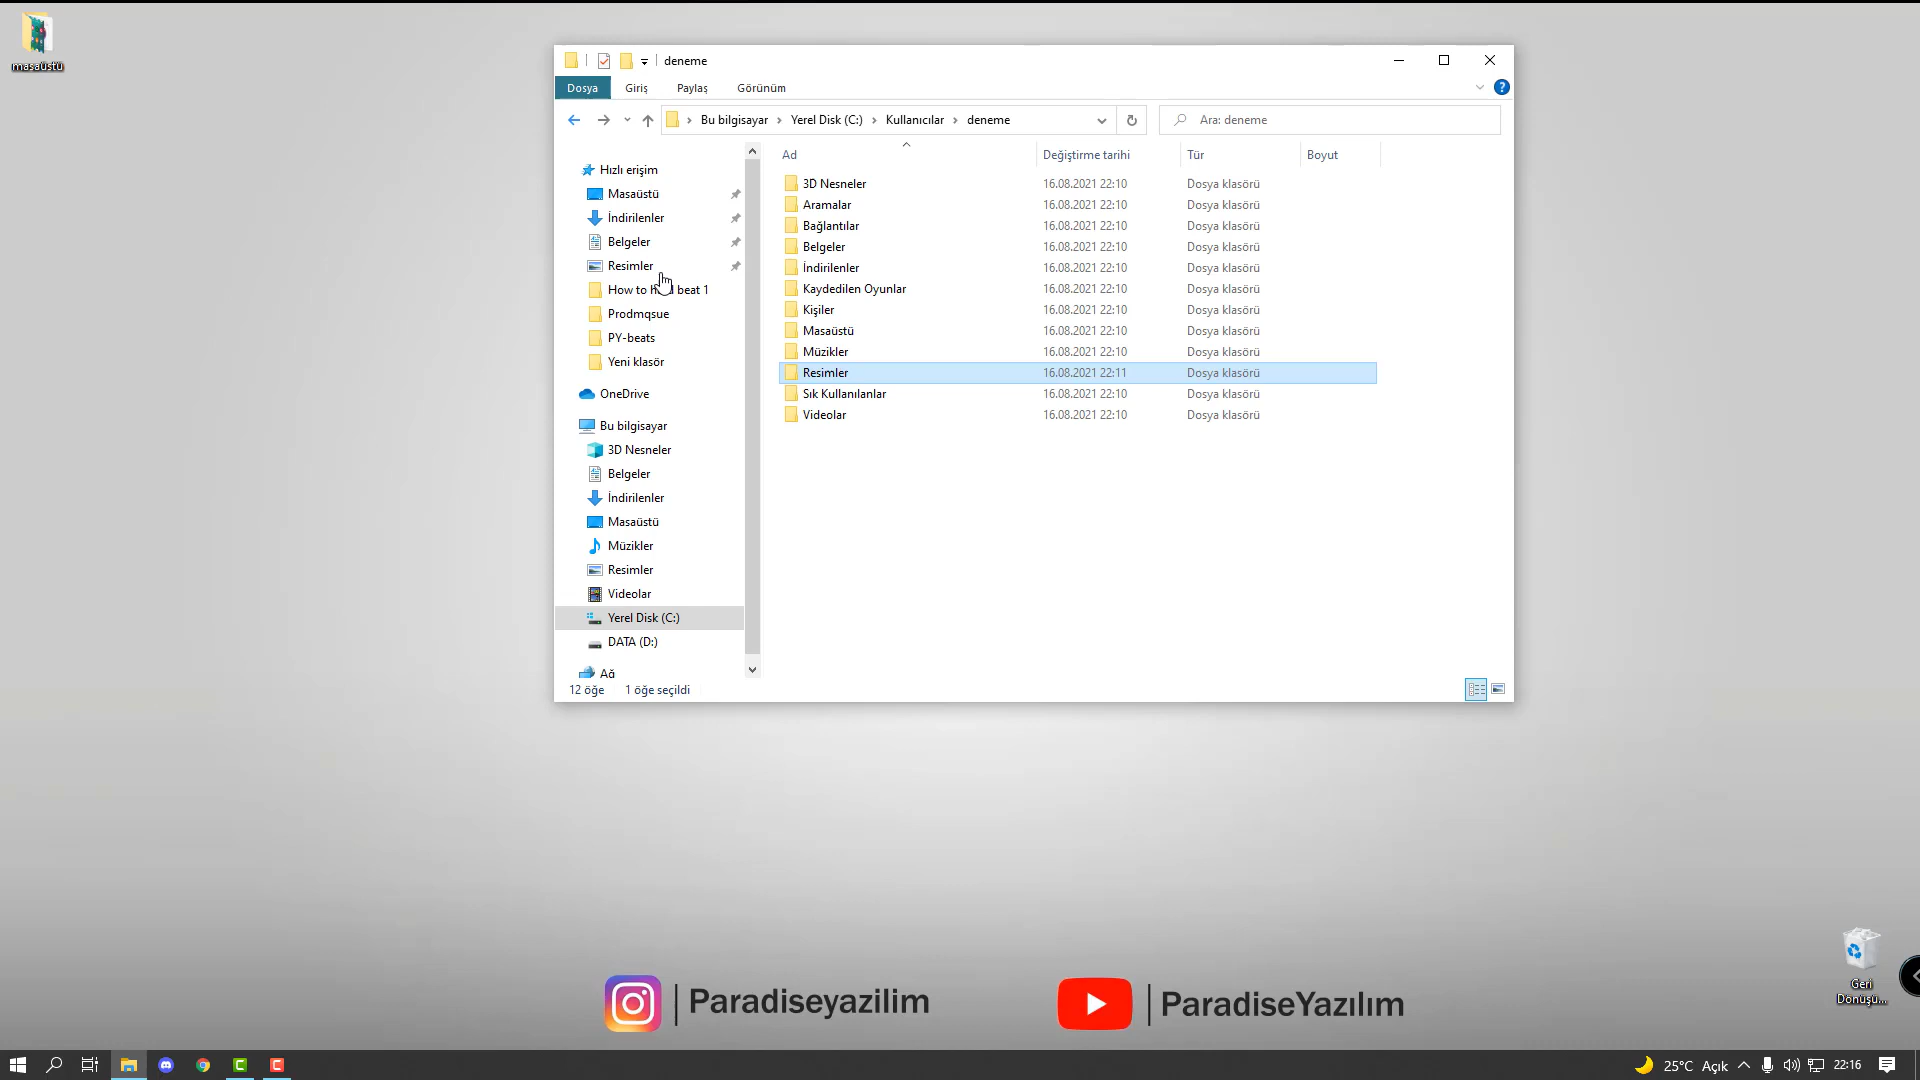 masaüstü
deneme
Dosya Giriş Paylaş Görünüm
Bu bilgisayar Yerel Disk (C:) Kullanıcılar deneme
Ara: deneme
Hızlı erişim
Masaüstü
İndirilenler
Belgeler
Resimler
How to beat 1
Prodmqsue
PY-beats
Yeni klasör
OneDrive
Bu bilgisayar
3D Nesneler
Belgeler
İndirilenler
Masaüstü
Müzikler
Resimler
Videolar
Yerel Disk (C:)
DATA (D:)
Ağ
Ad Değiştirme tarihi Tür Boyut
3D Nesneler 16.08.2021 22:10 Dosya klasörü
Aramalar 16.08.2021 22:10 Dosya klasörü
Bağlantılar 16.08.2021 22:10 Dosya klasörü
Belgeler 16.08.2021 22:10 Dosya klasörü
İndirilenler 16.08.2021 22:10 Dosya klasörü
Kaydedilen Oyunlar 16.08.2021 22:10 Dosya klasörü
Kişiler 16.08.2021 22:10 Dosya klasörü
Masaüstü 16.08.2021 22:10 Dosya klasörü
Müzikler 16.08.2021 22:10 Dosya klasörü
Resimler 16.08.2021 22:11 Dosya klasörü
Sık Kullanılanlar 16.08.2021 22:10 Dosya klasörü
Videolar 16.08.2021 22:10 Dosya klasörü
12 öğe 1 öğe seçildi
Geri
Dönüşü...
| Paradiseyazilim
| ParadiseYazılım
25°C Açık
22:16